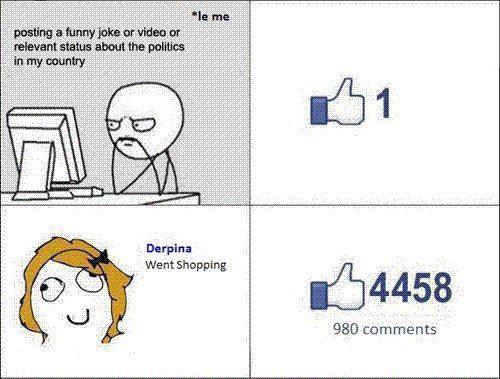 *le me
posting a funny joke or video or
relevant status about the politics
in my country
1
Derpina
Went Shopping
4458
980 comments